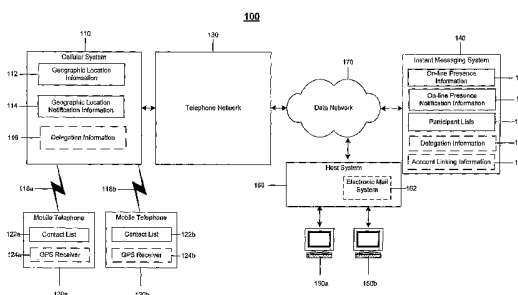 100
110
Cellular System
112
Geographic Location
Information
114
Geographic Location
Notification Information
Delegation Information
130
Telephone Network
170
Data Network
140
Instant Messaging System
On-line Presence
Information
On-line Presence
Notification Information
Participant Lists
Delegation Information
Account Linking Information
118a
118b
Host System
160
Electronic Mail
System
162
Mobile Telephone
122a
Contact List
124a
GPS Receiver
120a
Mobile Telephone
Contact List
122b
GPS Receiver
124b
120b